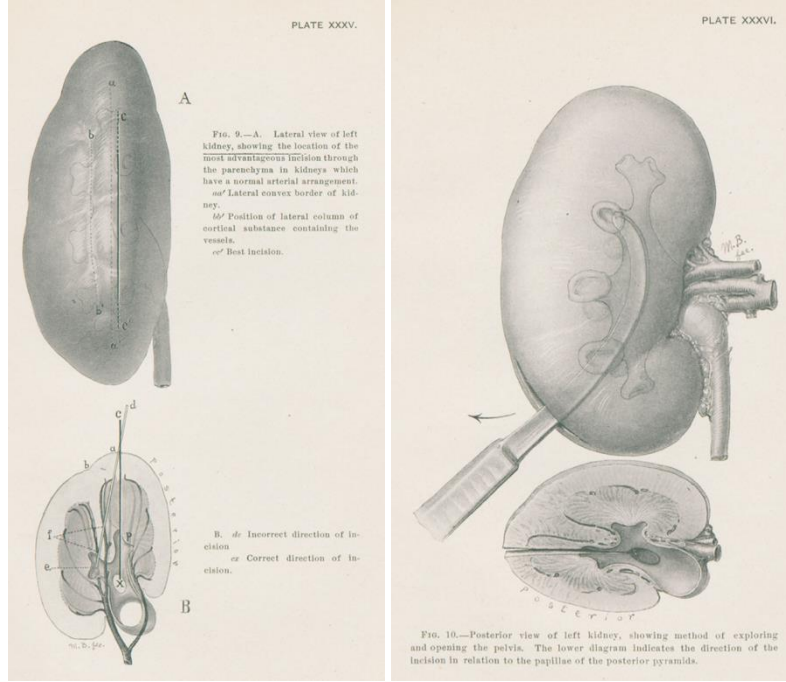 PLATE XXXV.
a
A
c
b
FIG. 9.—A. Lateral view of left
kidney, showing the location of the
most advantageous incision through
the parenchyma in kidneys which
have a normal arterial arrangement.
aa' Lateral convex border of kid-
ney.
bb' Position of lateral column of
cortical substance containing the
vessels.
cc' Best incision.
b'
c'
a'
d
c
a
b
Posterior
f
P
e
X
B
B. de Incorrect direction of in-
cision
cx Correct direction of in-
cision.
M. B. fec.
PLATE XXXVI.
M. B.
fec.
Posterior
FIG. 10.—Posterior view of left kidney, showing method of exploring
and opening the pelvis. The lower diagram indicates the direction of the
incision in relation to the papillae of the posterior pyramids.